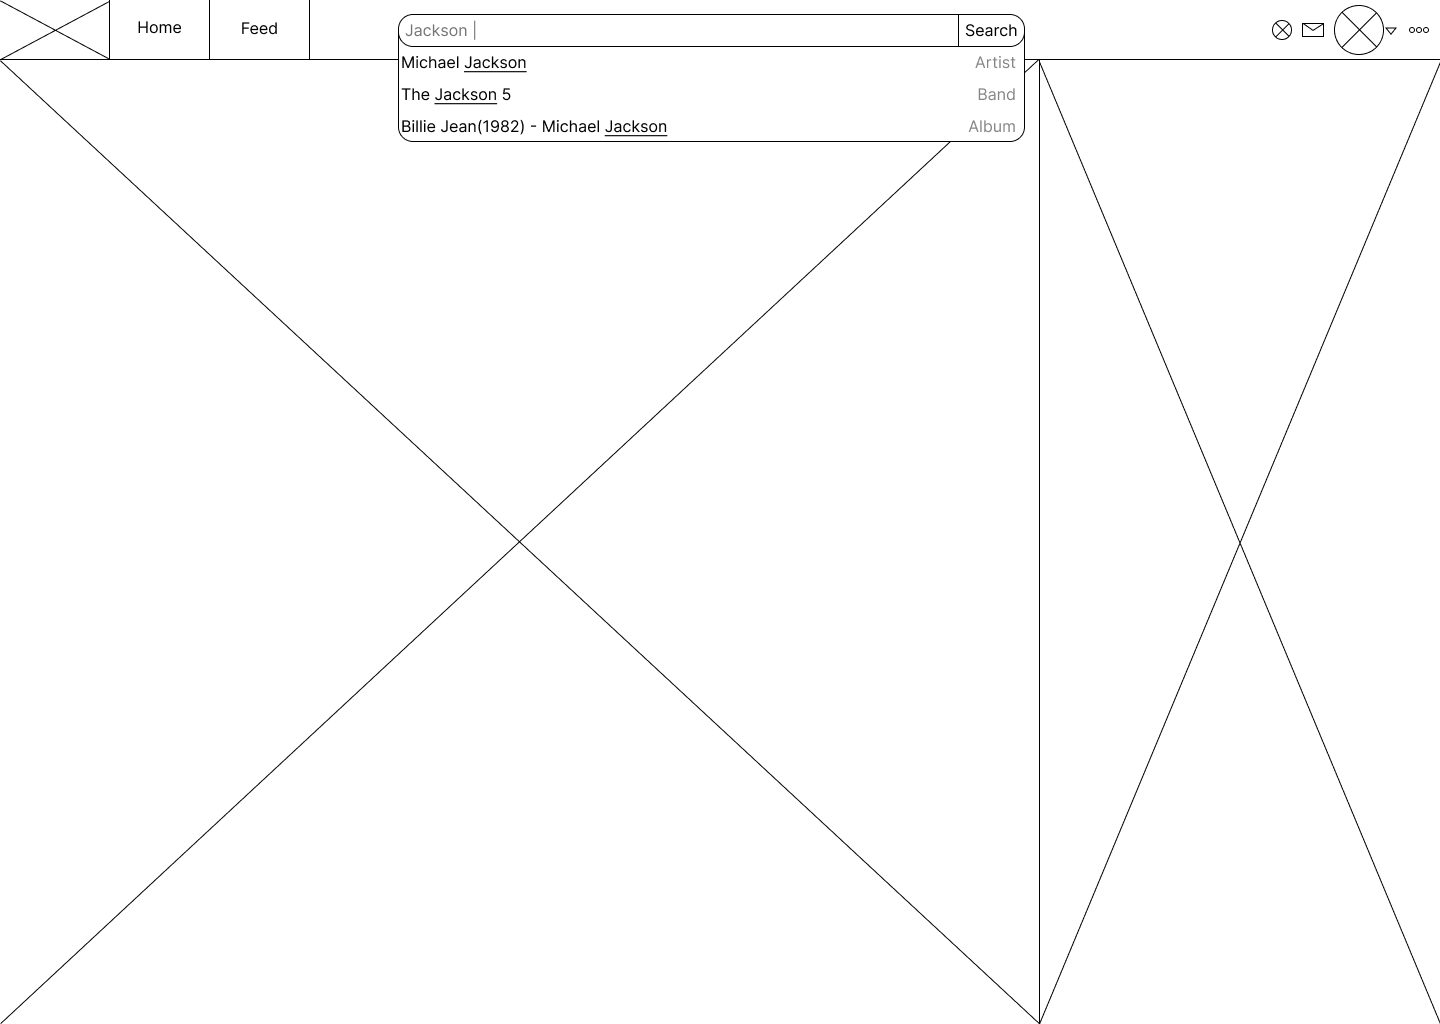 Home
Feed
Jackson |
Search
Michael Jackson
Artist
The Jackson 5
Band
Billie Jean(1982) - Michael Jackson
Album